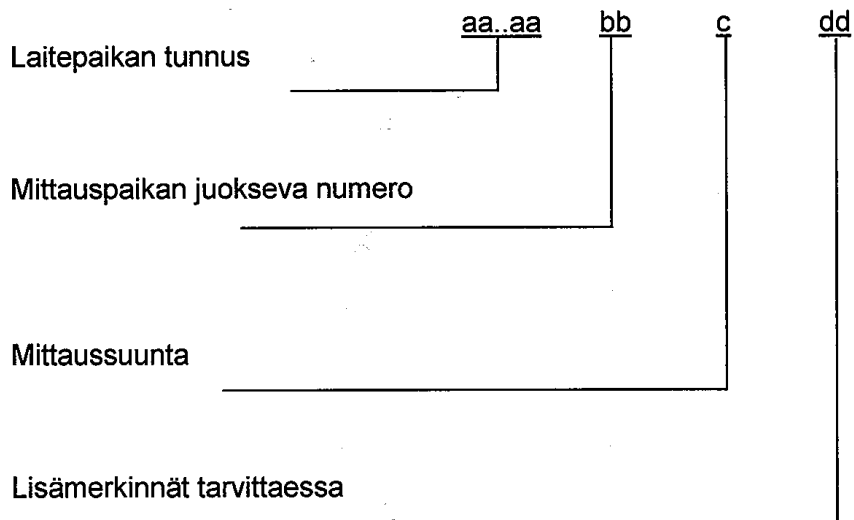 aa..aa bb c dd
Laitepaikan tunnus
Mittauspaikan juokseva numero
Mittaussuunta
Lisämerkinnät tarvittaessa